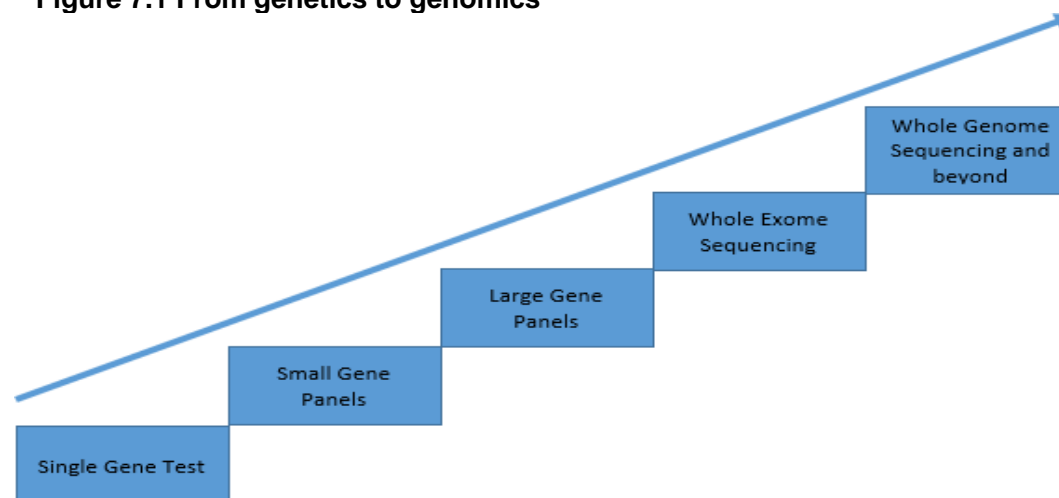 Figure 7.1 From genetics to genomics
Whole Genome
Sequencing and
beyond
Whole Exome
Sequencing
Large Gene
Panels
Small Gene
Panels
Single Gene Test